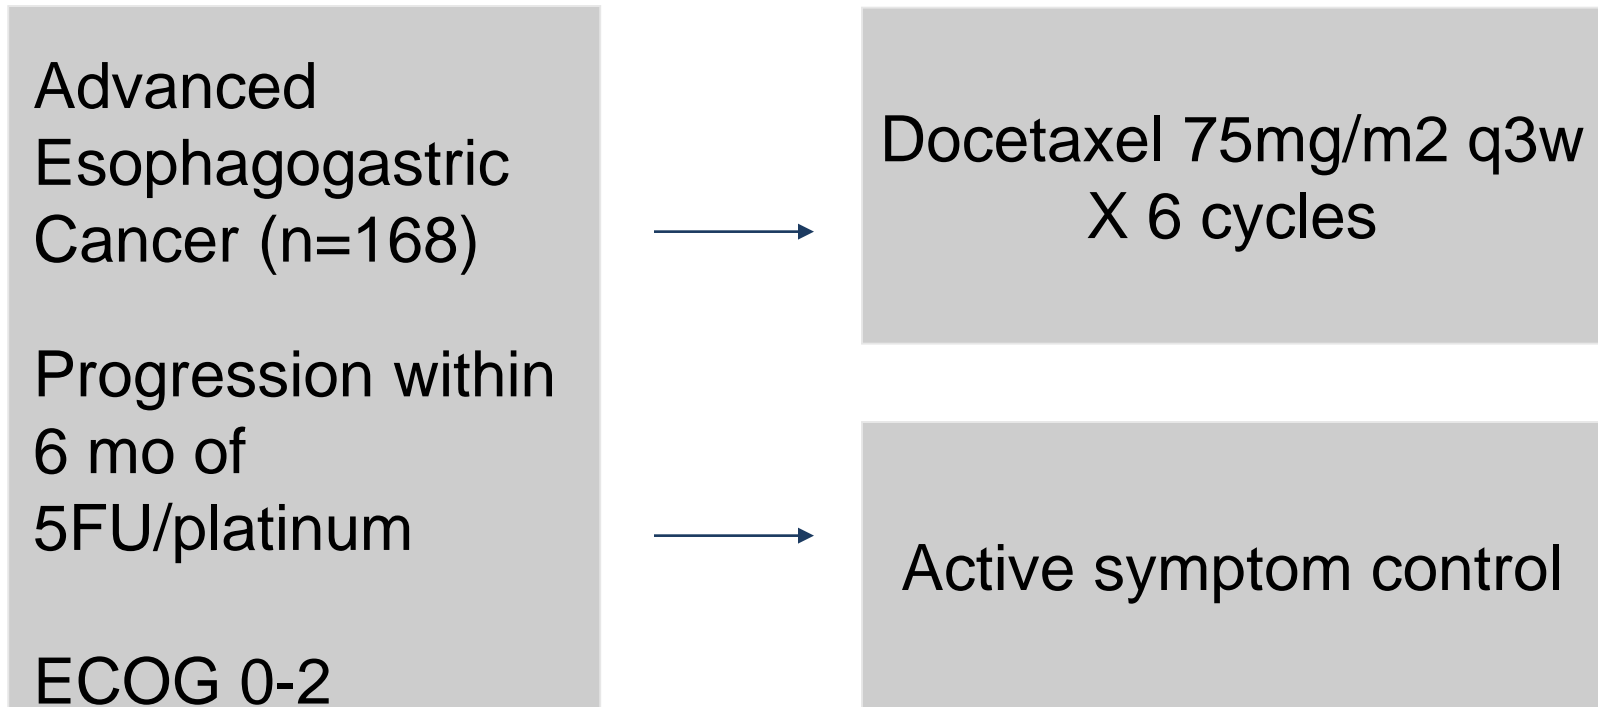 Advanced
Esophagogastric
Cancer (n=168)
Progression within
6 mo of
5FU/platinum
ECOG 0-2
Docetaxel 75mg/m2 q3w
X 6 cycles
Active symptom control